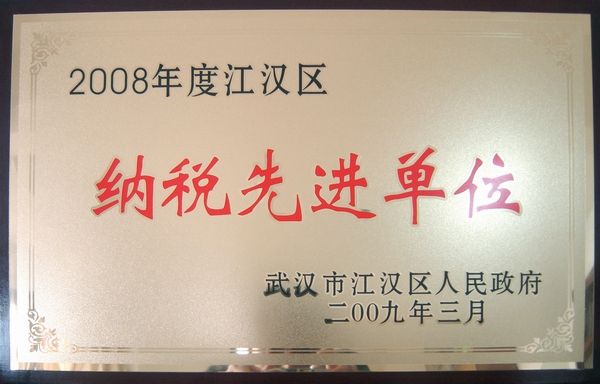 2008年度江汉区
纳税先进单位
武汉市江汉区人民政府
二00九年三月